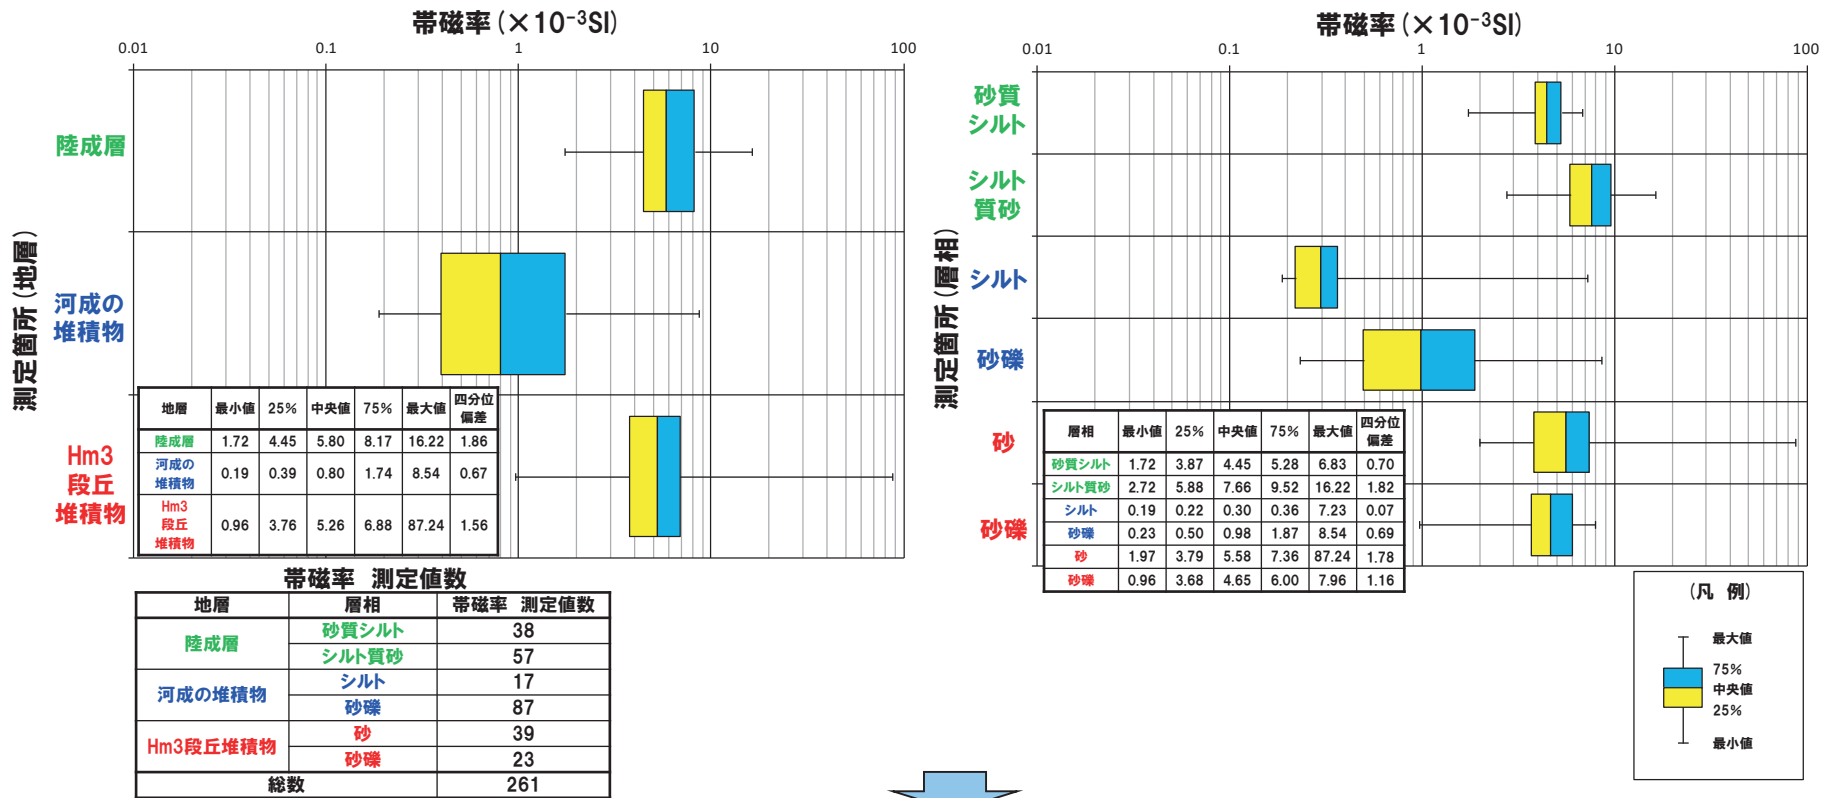 帯磁率(×10⁻³SI)
0.01 0.1 1 10 100
測定箇所(地層)
陸成層
河成の
堆積物
Hm3
段丘
堆積物
地層 最小値 25% 中央値 75% 最大値 四分位
偏差
陸成層 1.72 4.45 5.80 8.17 16.22 1.86
河成の
堆積物 0.19 0.39 0.80 1.74 8.54 0.67
Hm3
段丘
堆積物 0.96 3.76 5.26 6.88 87.24 1.56
帯磁率 測定値数
地層 層相 帯磁率 測定値数
陸成層 砂質シルト 38
シルト質砂 57
河成の堆積物 シルト 17
砂礫 87
Hm3段丘堆積物 砂 39
砂礫 23
総数 261
帯磁率(×10⁻³SI)
0.01 0.1 1 10 100
測定箇所(層相)
砂質
シルト
シルト
質砂
シルト
砂礫
砂
砂礫
層相 最小値 25% 中央値 75% 最大値 四分位
偏差
砂質シルト 1.72 3.87 4.45 5.28 6.83 0.70
シルト質砂 2.72 5.88 7.66 9.52 16.22 1.82
シルト 0.19 0.22 0.30 0.36 7.23 0.07
砂礫 0.23 0.50 0.98 1.87 8.54 0.69
砂 1.97 3.79 5.58 7.36 87.24 1.78
砂礫 0.96 3.68 4.65 6.00 7.96 1.16
(凡 例)
最大値
75%
中央値
25%
最小値